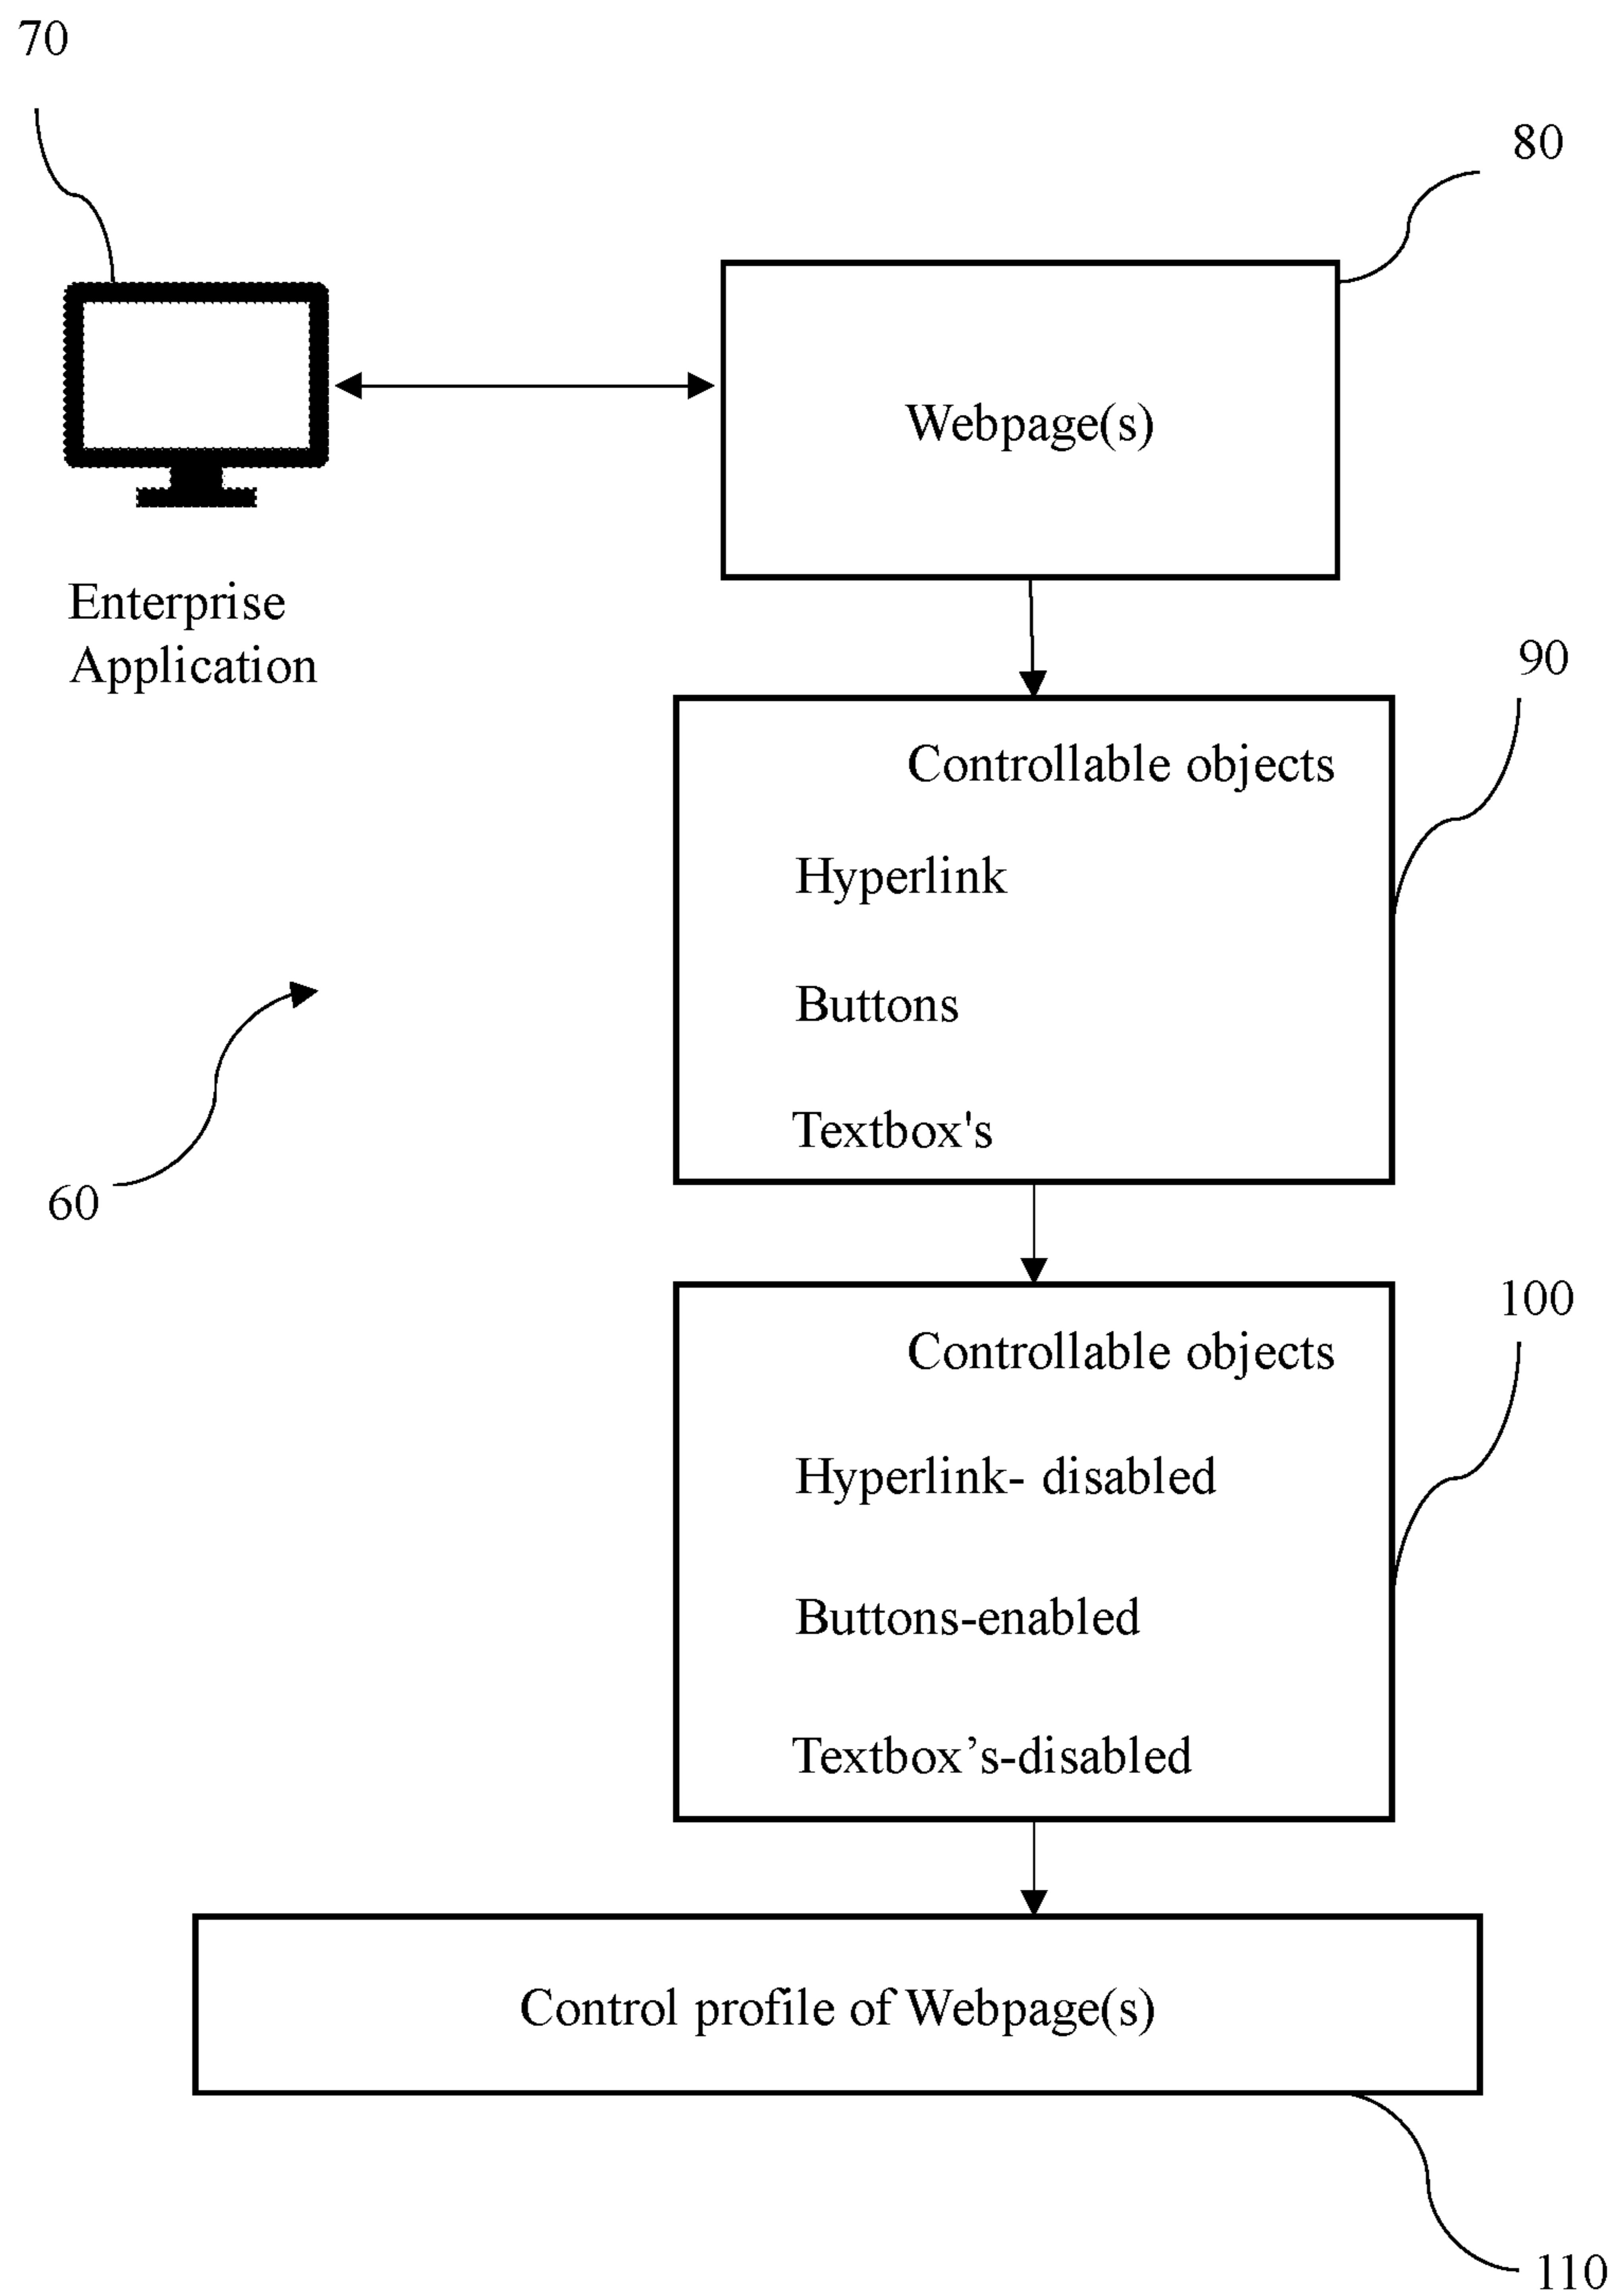 70
80
Webpage(s)
Enterprise
Application
90
Controllable objects
Hyperlink
Buttons
Textbox's
60
100
Controllable objects
Hyperlink- disabled
Buttons-enabled
Textbox’s-disabled
Control profile of Webpage(s)
110